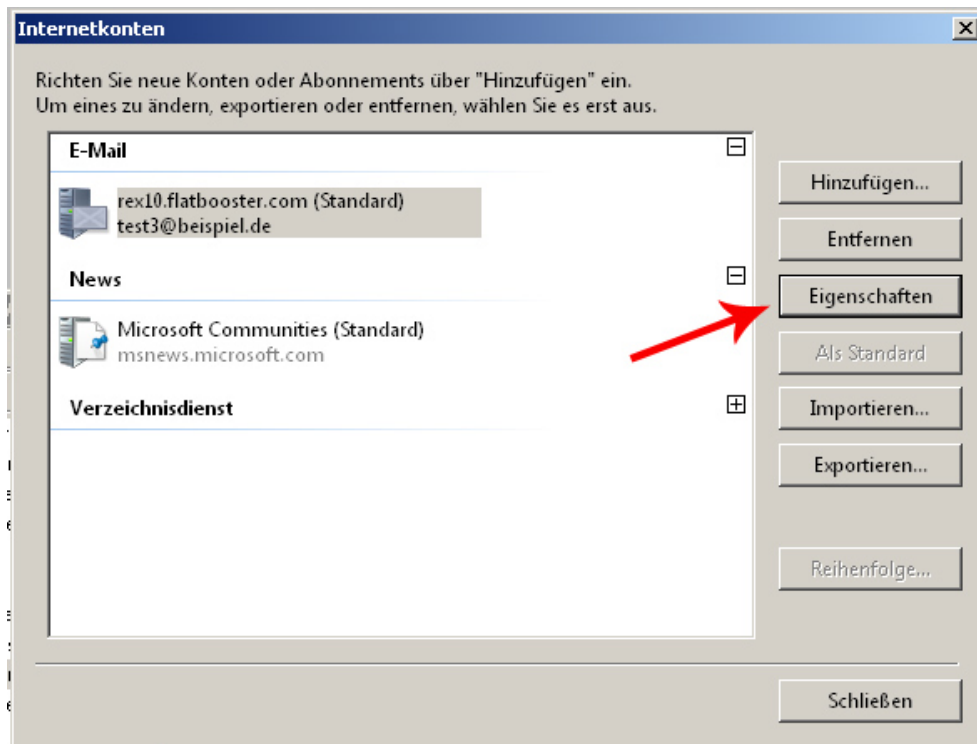 Internetkonten
Richten Sie neue Konten oder Abonnements über "Hinzufügen" ein.
Um eines zu ändern, exportieren oder entfernen, wählen Sie es erst aus.
E-Mail
rex10.flatbooster.com (Standard)
test3@beispiel.de
News
Microsoft Communities (Standard)
msnews.microsoft.com
Verzeichnisdienst
Hinzufügen...
Entfernen
Eigenschaften
Als Standard
Importieren...
Exportieren...
Reihenfolge...
Schließen